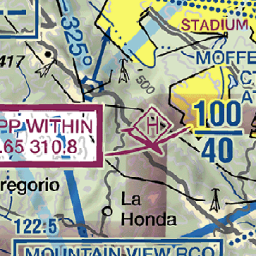 STADIUM
325°
417
MOFFE
500
CT
A
100
40
PP WITHIN
.65 310.8
H
regorio
La
Honda
122.5
MOUNTAIN VIEW RCO